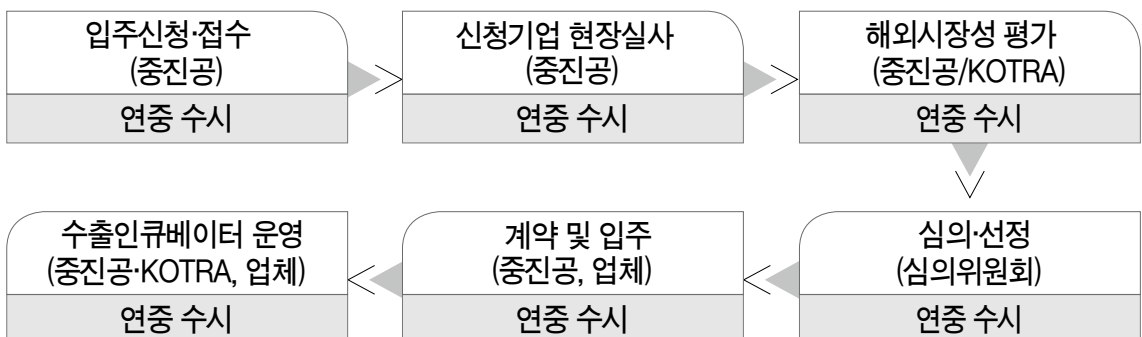 입주신청·접수
(중진공)
연중 수시
신청기업 현장실사
(중진공)
연중 수시
해외시장성 평가
(중진공/KOTRA)
연중 수시
심의·선정
(심의위원회)
연중 수시
계약 및 입주
(중진공, 업체)
연중 수시
수출인큐베이터 운영
(중진공·KOTRA, 업체)
연중 수시